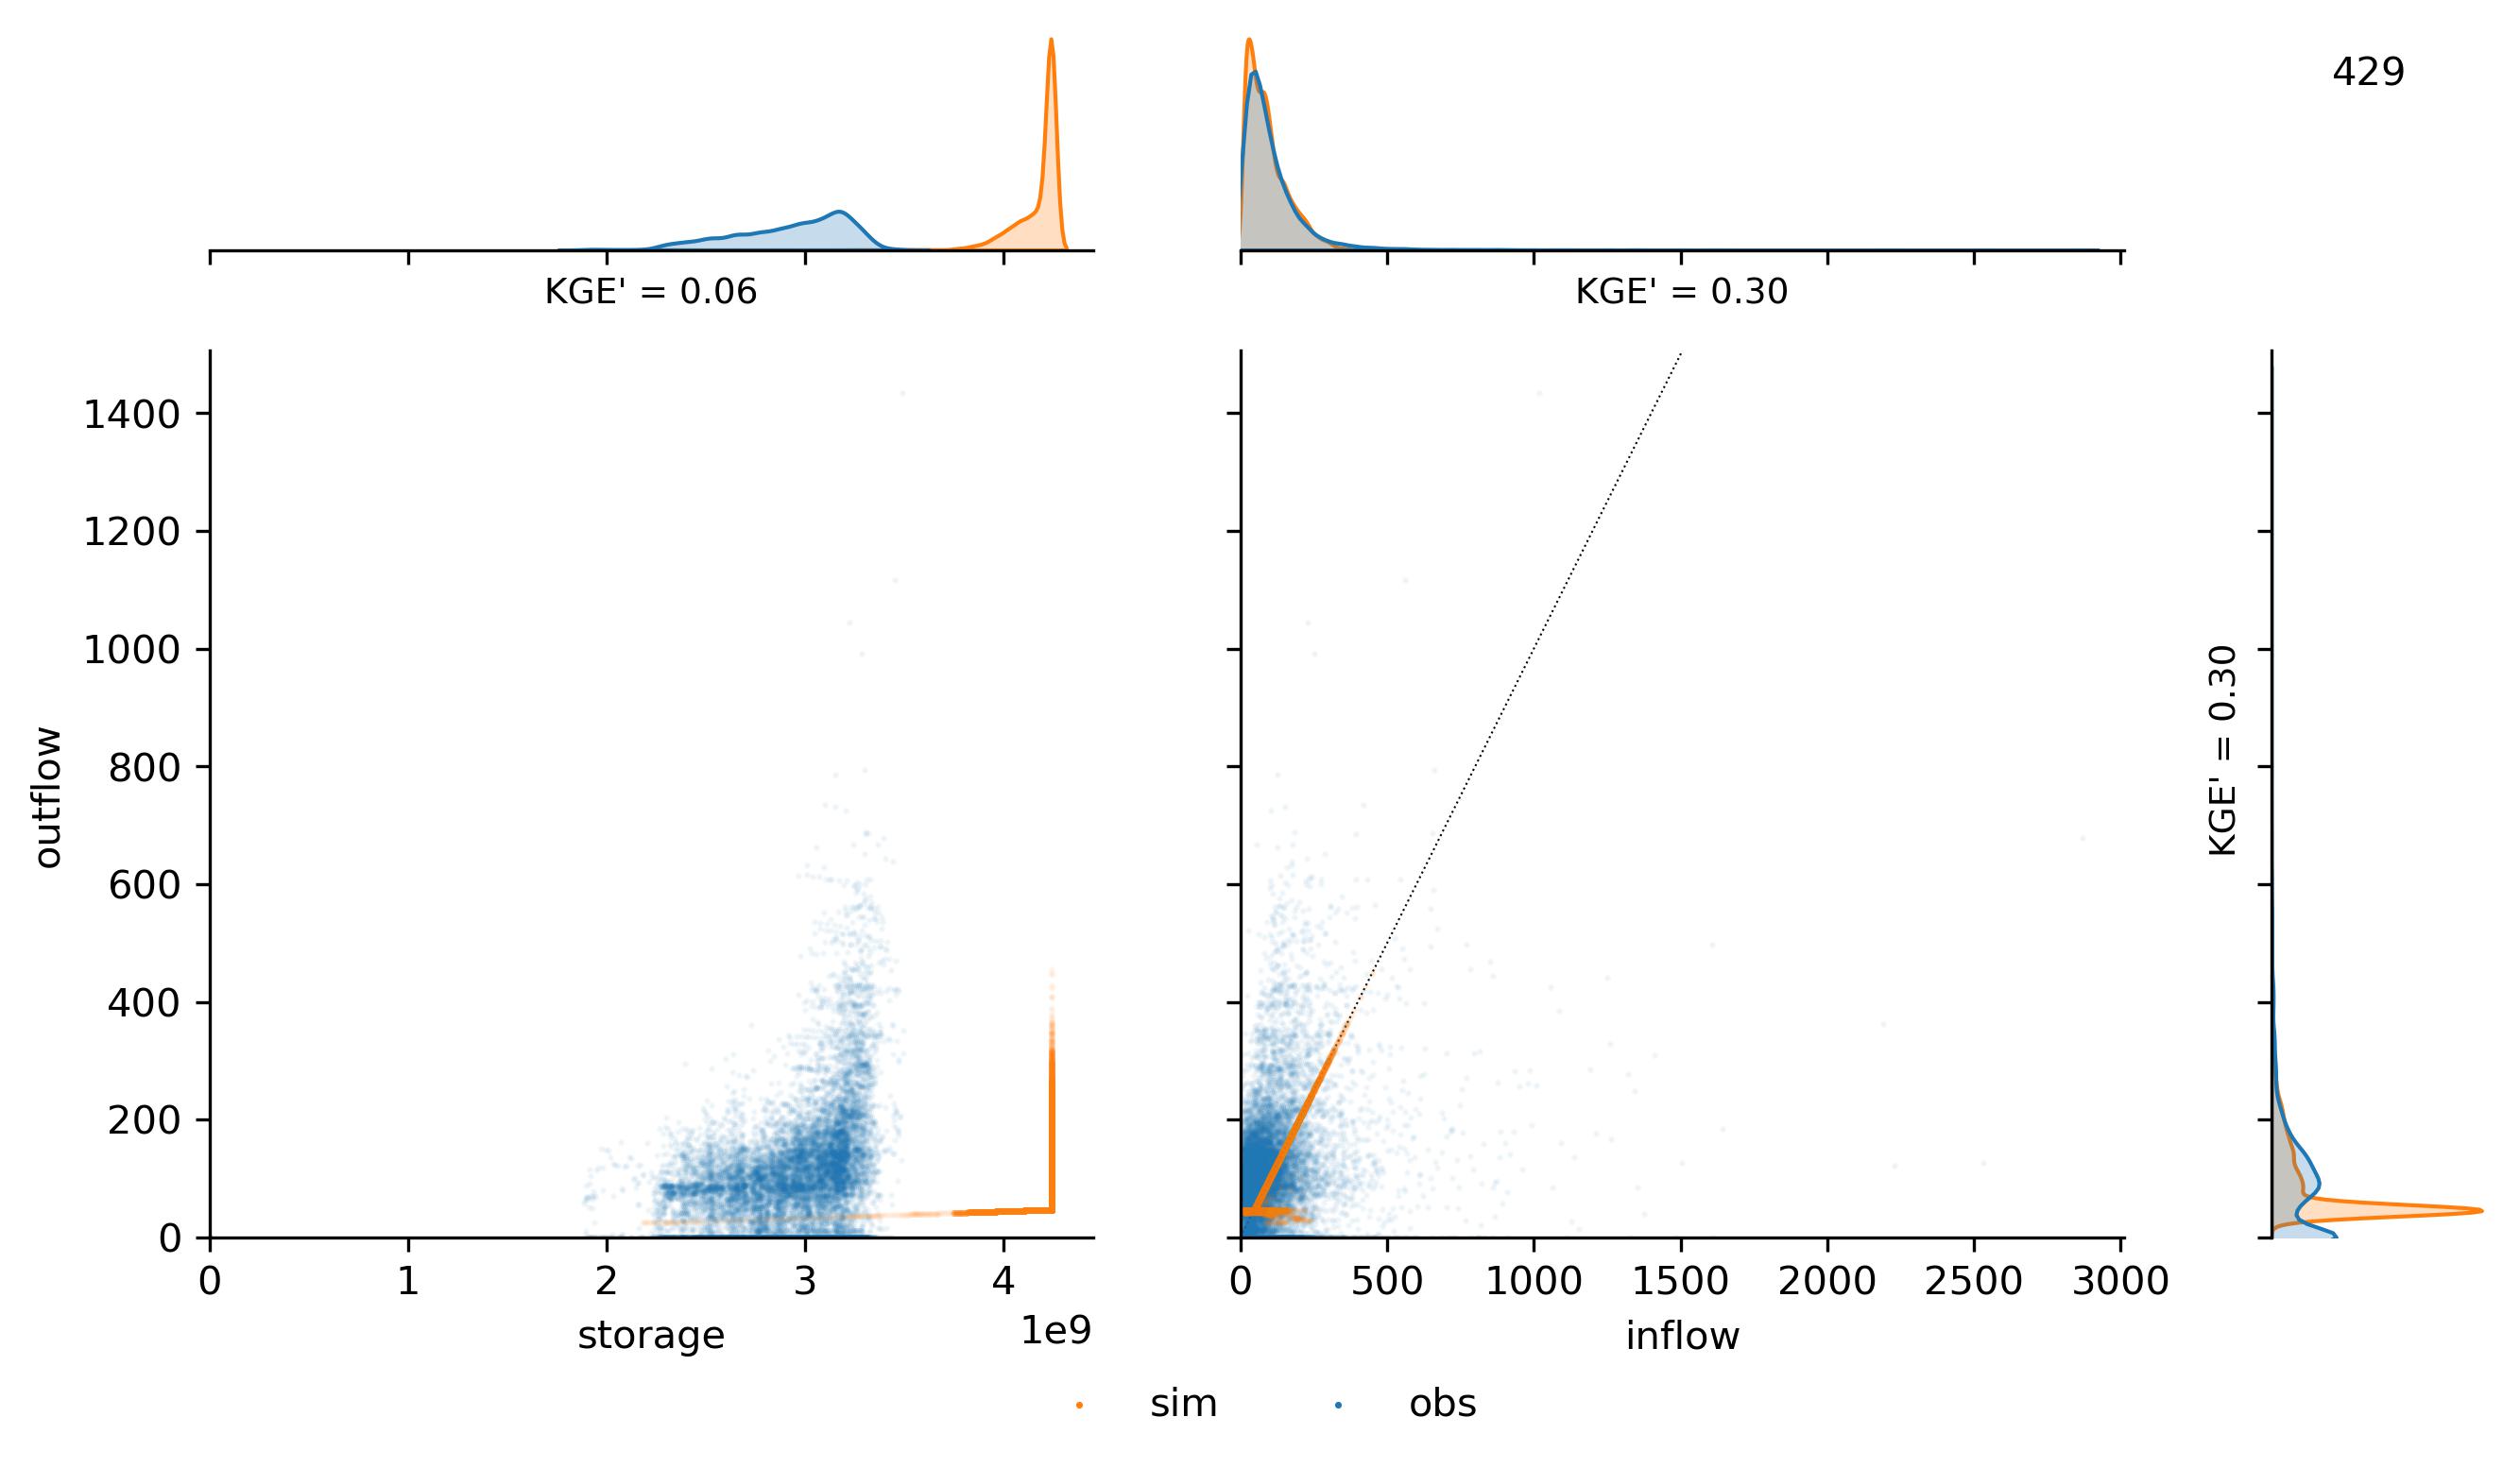 429
KGE' = 0.06
KGE' = 0.30
outflow
1400
1200
1000
800
600
400
200
0
KGE' = 0.30
0 1 2 3 4
1e9
storage
0 500 1000 1500 2000 2500 3000
inflow
sim obs